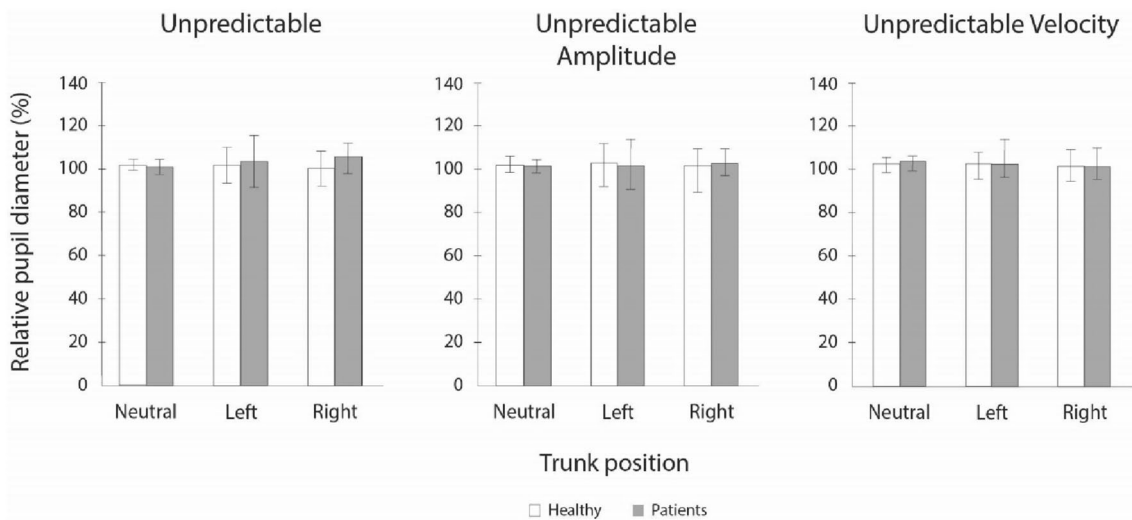 Unpredictable
Unpredictable
Amplitude
Unpredictable Velocity
Relative pupil diameter (%)
140
120
100
80
60
40
20
0
Neutral Left Right
140
120
100
80
60
40
20
0
Neutral Left Right
140
120
100
80
60
40
20
0
Neutral Left Right
Trunk position
Healthy Patients